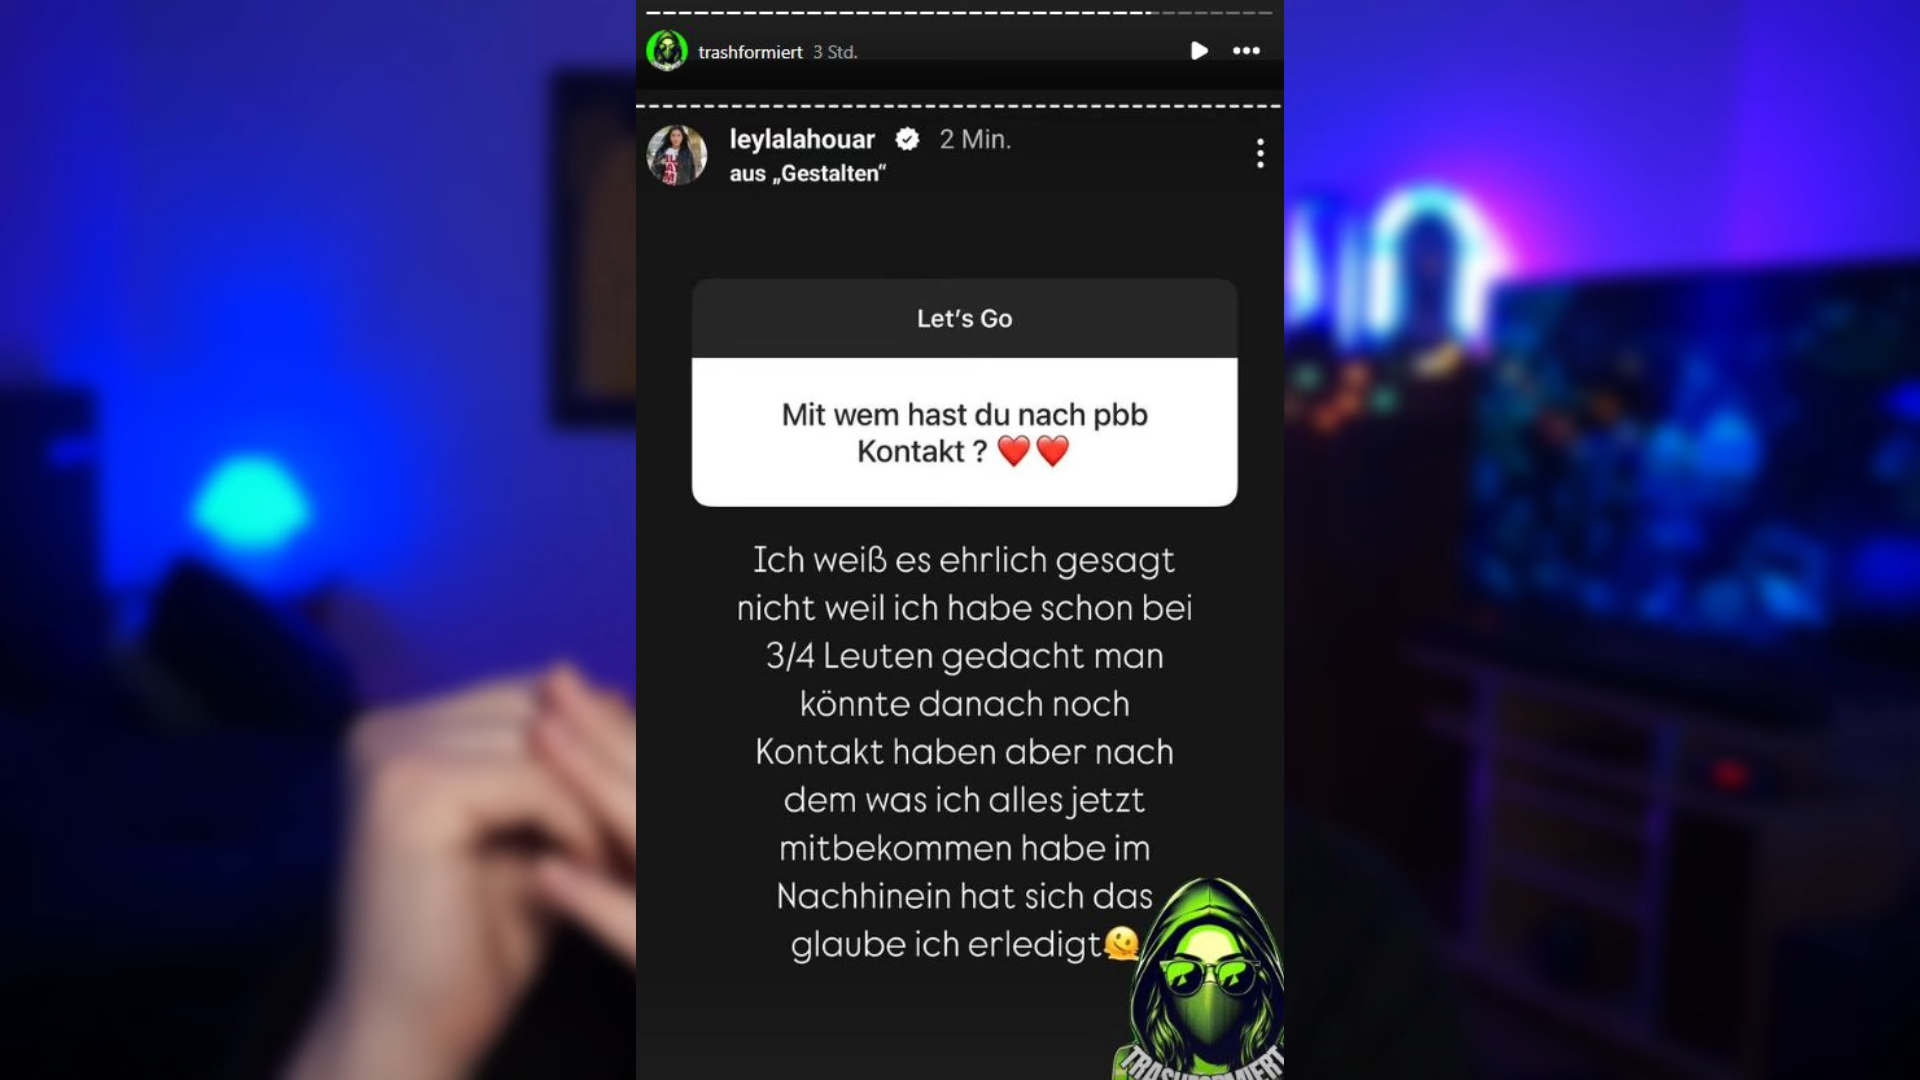 trashformiert 3 Std.
leylalahouar 2 Min.
aus „Gestalten“
Let's Go
Mit wem hast du nach pbb
Kontakt ? ❤️❤️
Ich weiß es ehrlich gesagt
nicht weil ich habe schon bei
3/4 Leuten gedacht man
könnte danach noch
Kontakt haben aber nach
dem was ich alles jetzt
mitbekommen habe im
Nachhinein hat sich das
glaube ich erledigt🫠
TRASHFORMIERT